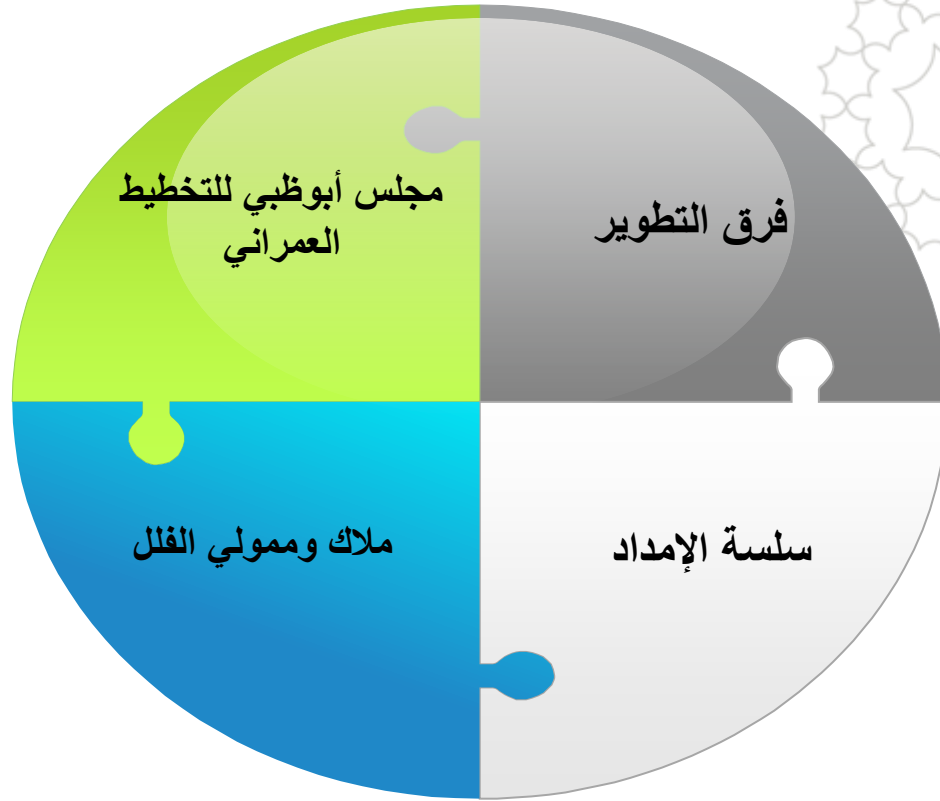 فرق التطوير
مجلس أبوظبي للتخطيط
العمراني
سلسة الإمداد
ملاك وممولي الفلل